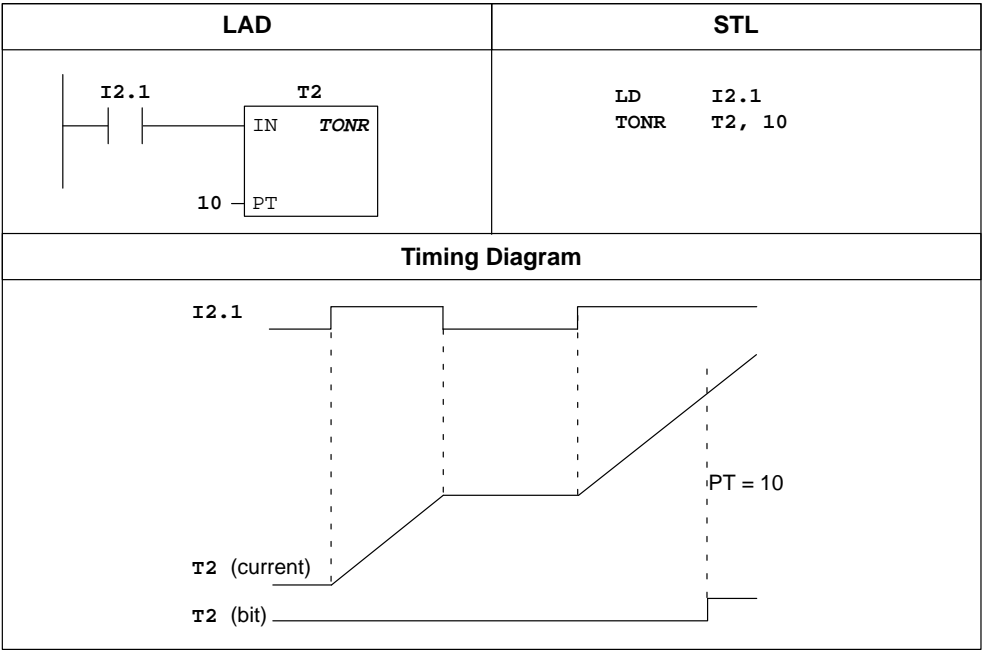 LAD
STL
I2.1
T2
IN TONR
10 PT
LD I2.1
TONR T2, 10
Timing Diagram
I2.1
PT = 10
T2 (current)
T2 (bit)